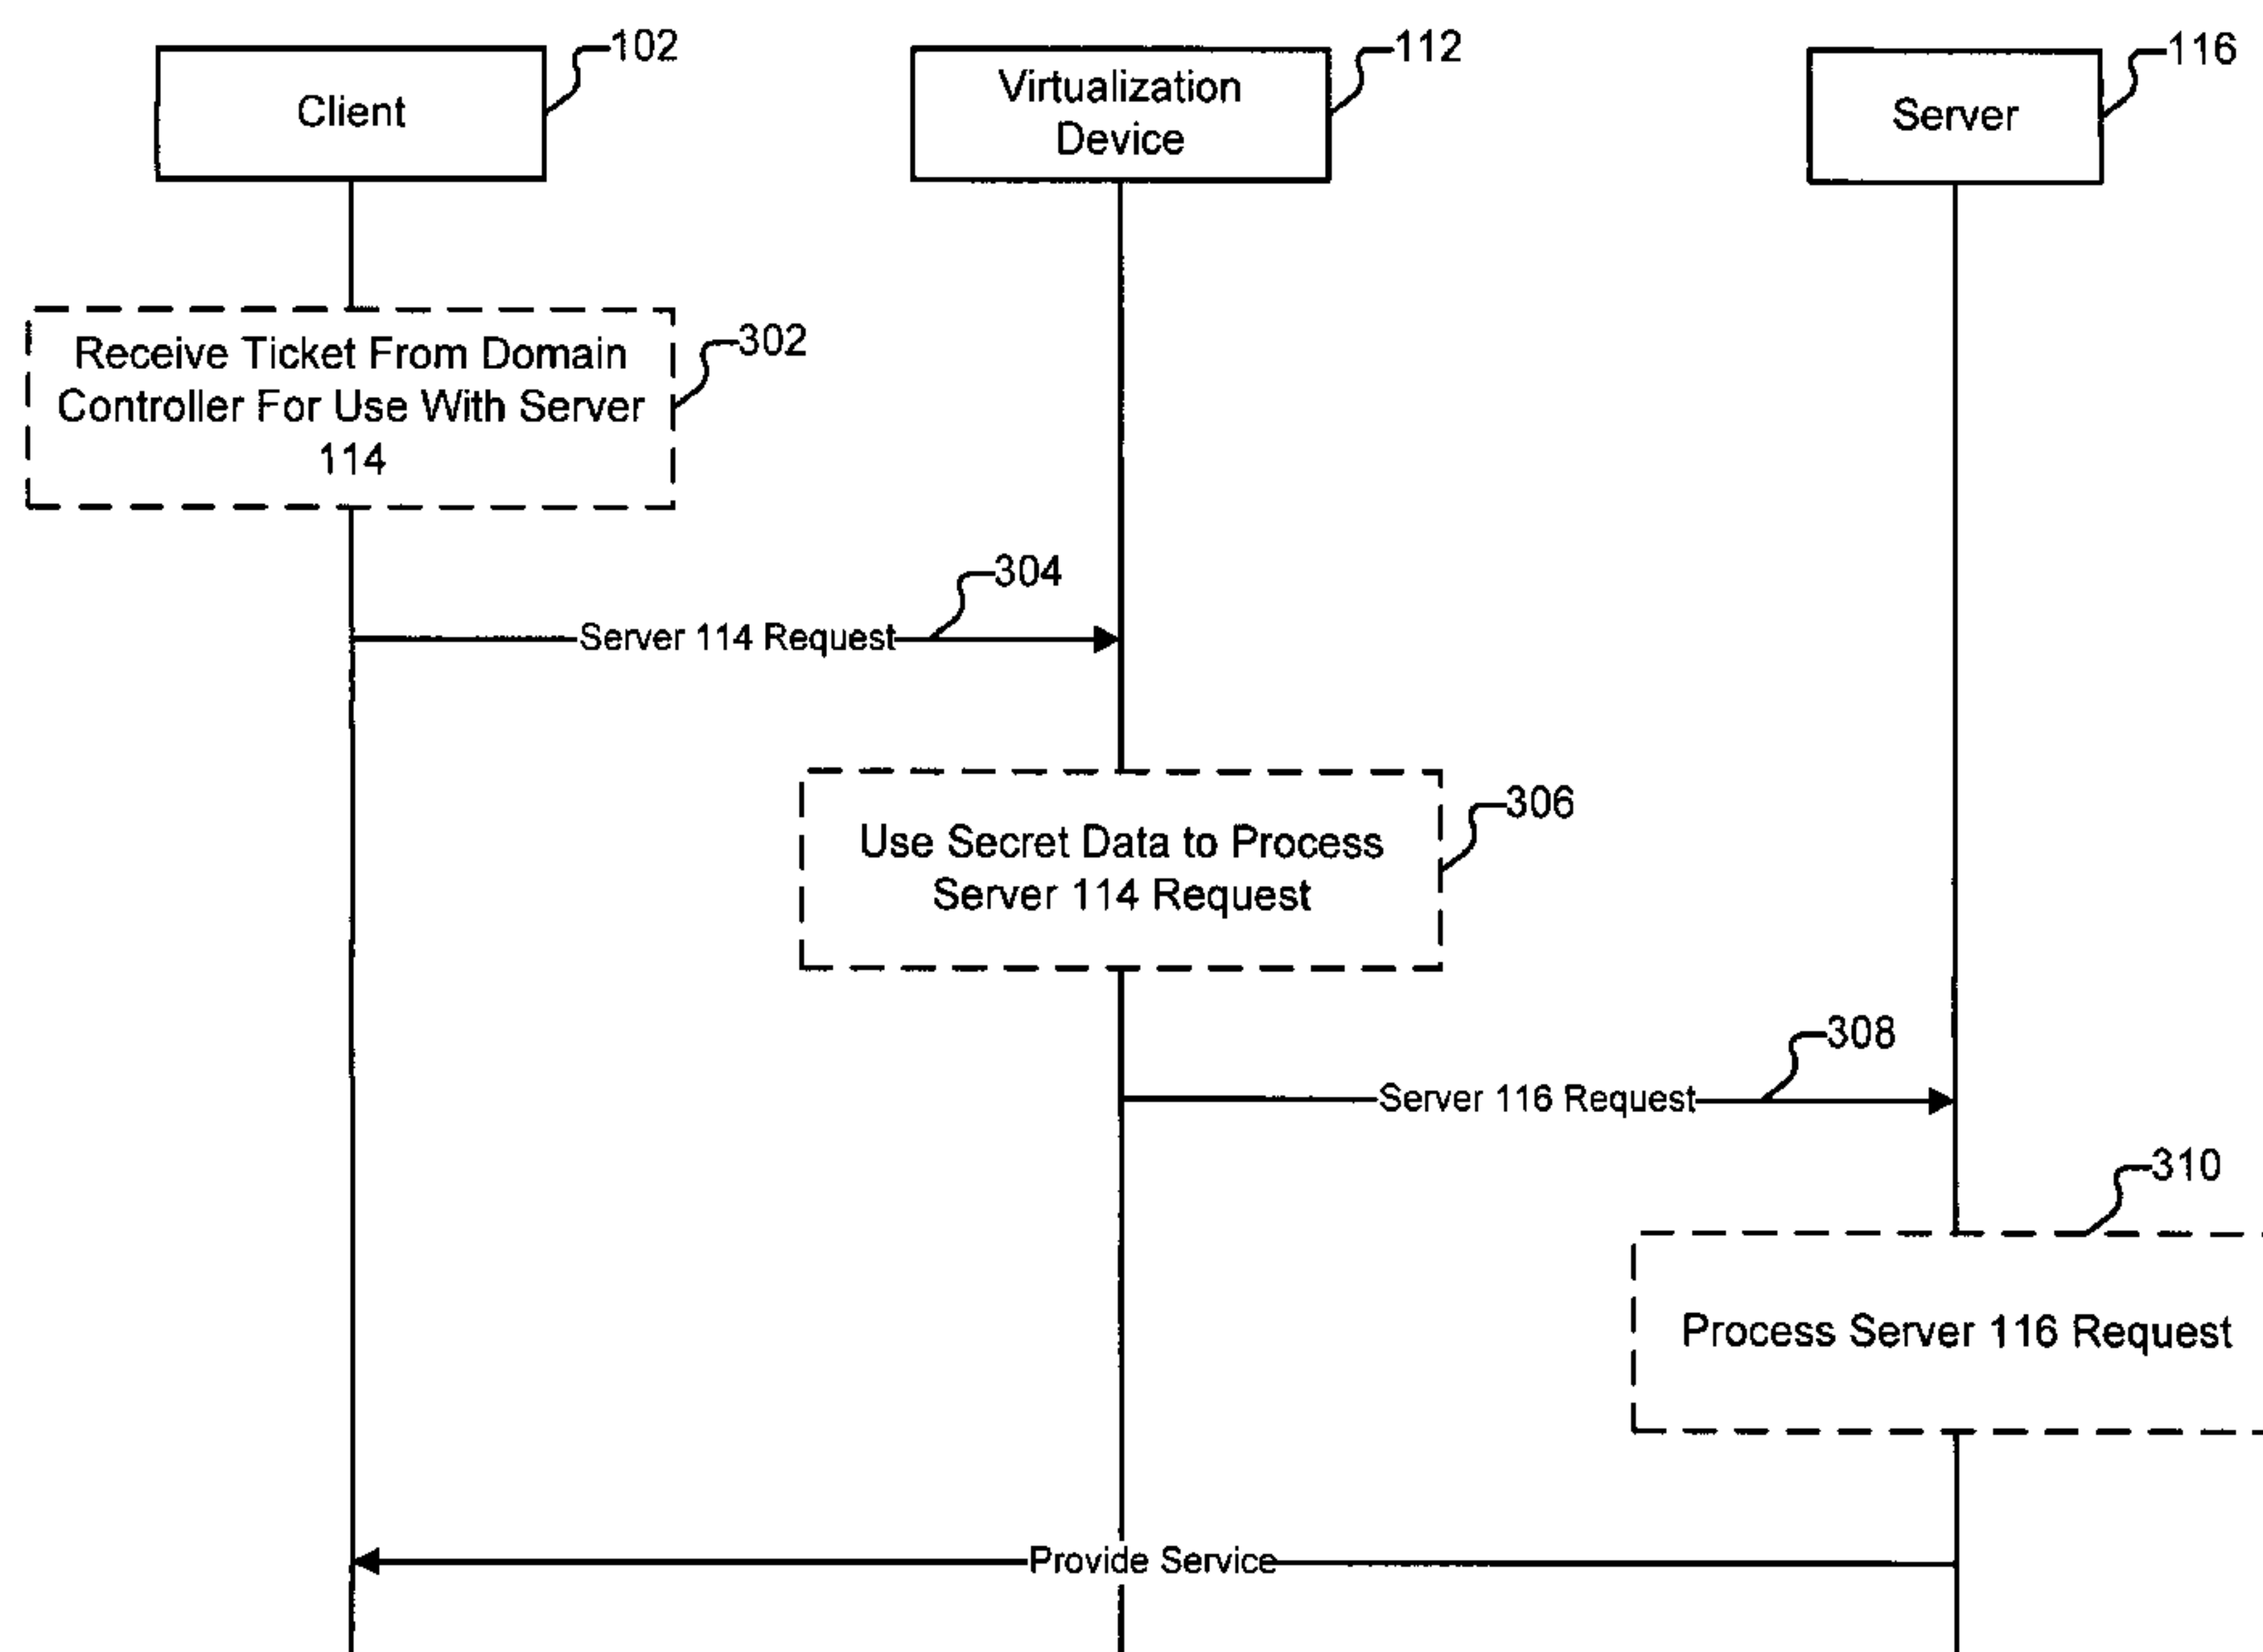 102
112
116
Client
Virtualization
Device
Server
302
Receive Ticket From Domain
Controller For Use With Server
114
304
Server 114 Request
306
Use Secret Data to Process
Server 114 Request
308
Server 116 Request
310
Process Server 116 Request
Provide Service